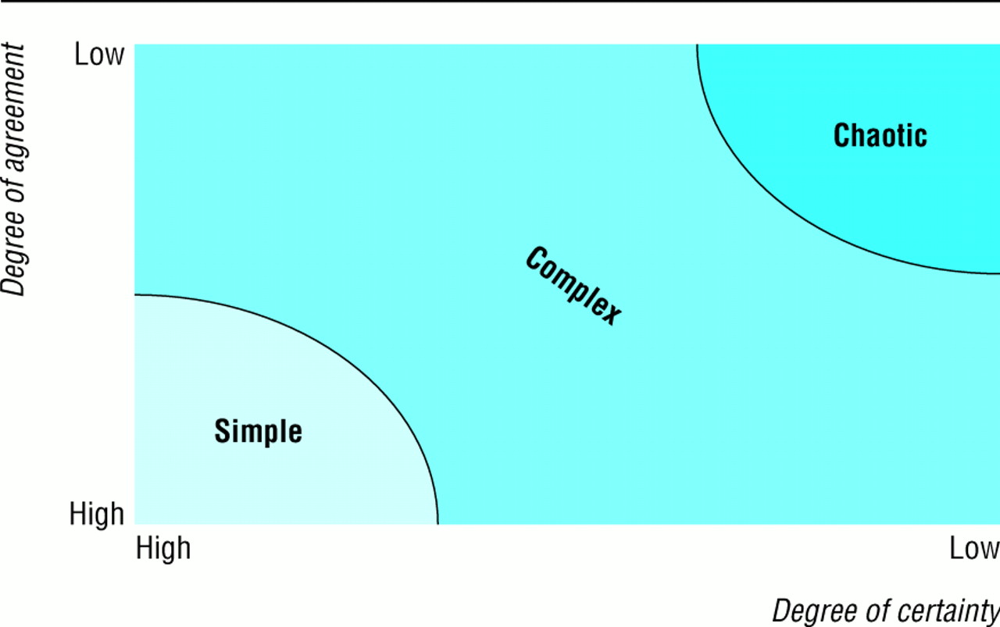 Degree of agreement
Low
Chaotic
Complex
Simple
High
High
Low
Degree of certainty